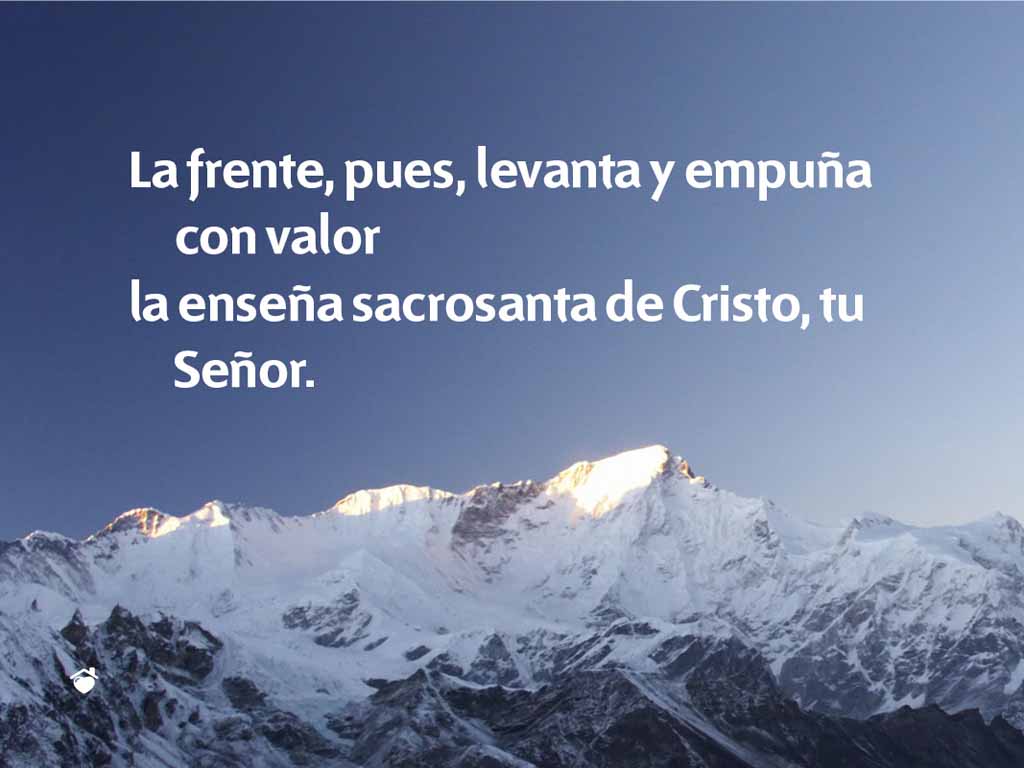 La frente, pues, levanta y empuña
con valor
la enseña sacrosanta de Cristo, tu
Señor.